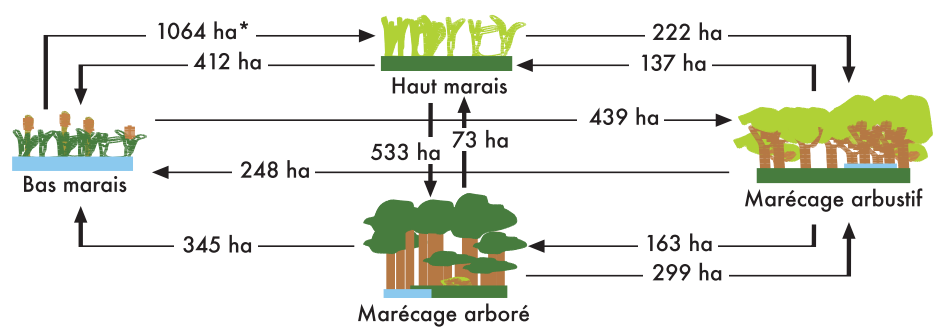 1064 ha*
222 ha
412 ha
137 ha
Haut marais
439 ha
533 ha
73 ha
248 ha
Bas marais
Marécage arbustif
345 ha
163 ha
299 ha
Marécage arboré